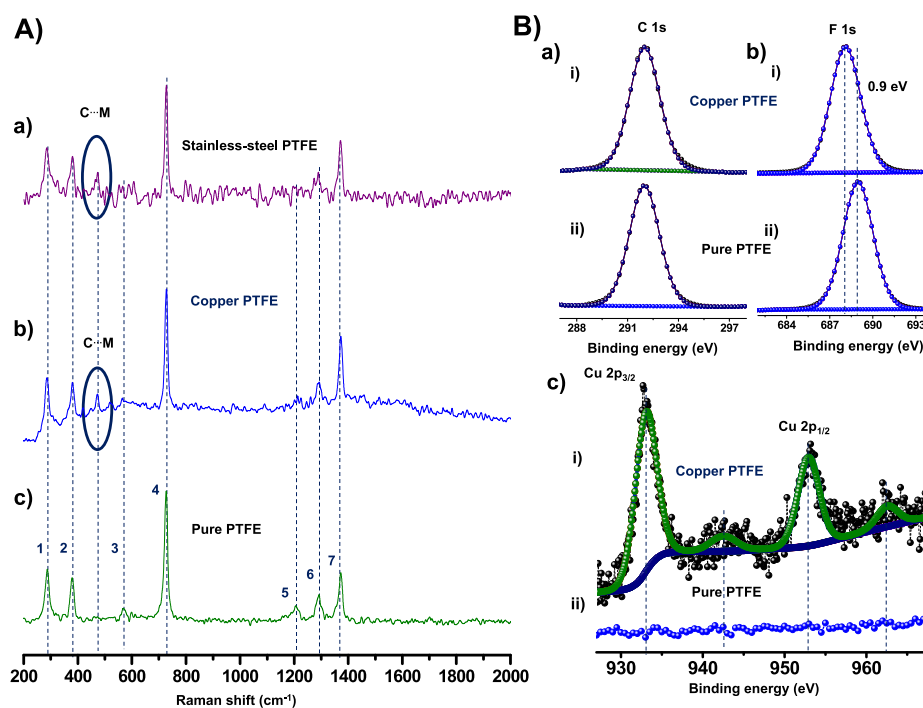 A)
a)
C···M
Stainless-steel PTFE
Copper PTFE
b)
C···M
c)
4
Pure PTFE
1
2
3
5
6
7
200 400 600 800 1000 1200 1400 1600 1800 2000
Raman shift (cm⁻¹)
B)
C 1s
F 1s
a)
b)
i)
i)
0.9 eV
Copper PTFE
ii)
ii)
Pure PTFE
288 291 294 297
684 687 690 693
Binding energy (eV)
Binding energy (eV)
c)
Cu 2p₃/₂
Cu 2p₁/₂
i)
Copper PTFE
Pure PTFE
ii)
930 940 950 960
Binding energy (eV)